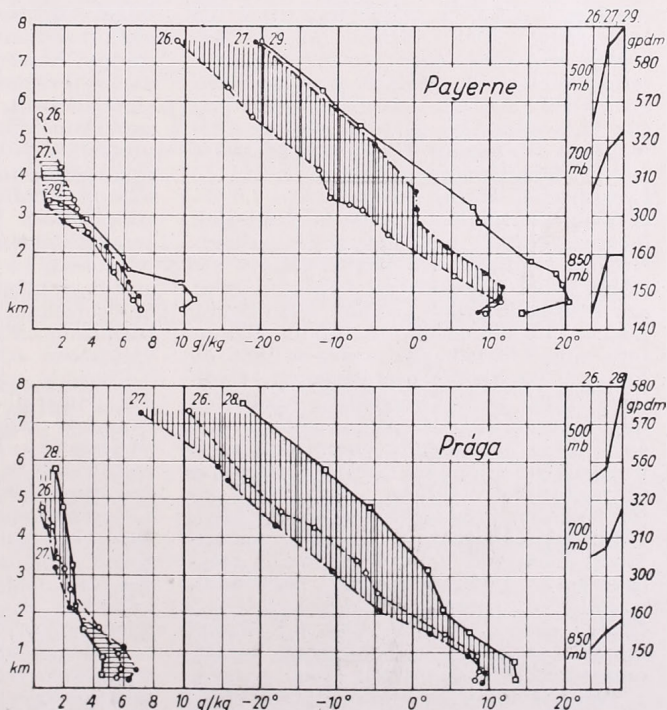 26. 27. 29.
8
26. 27. 29.
gpdm
7
Payerne
500 mb
580
6
26
570
5
27.
700 mb
320
4
29.
310
3
300
2
850 mb
160
1
150
km
140
2 4 6 8 10 g/kg -20° -10° 0° 10° 20°
8
26. 28.
580
27. 26. 28.
gpdm
7
Prága
500 mb
570
6
28.
560
5
26.
320
4
700 mb
310
27.
3
300
2
160
1
850 mb
150
km
2 4 6 8 10 g/kg -20° -10° 0° 10° 20°